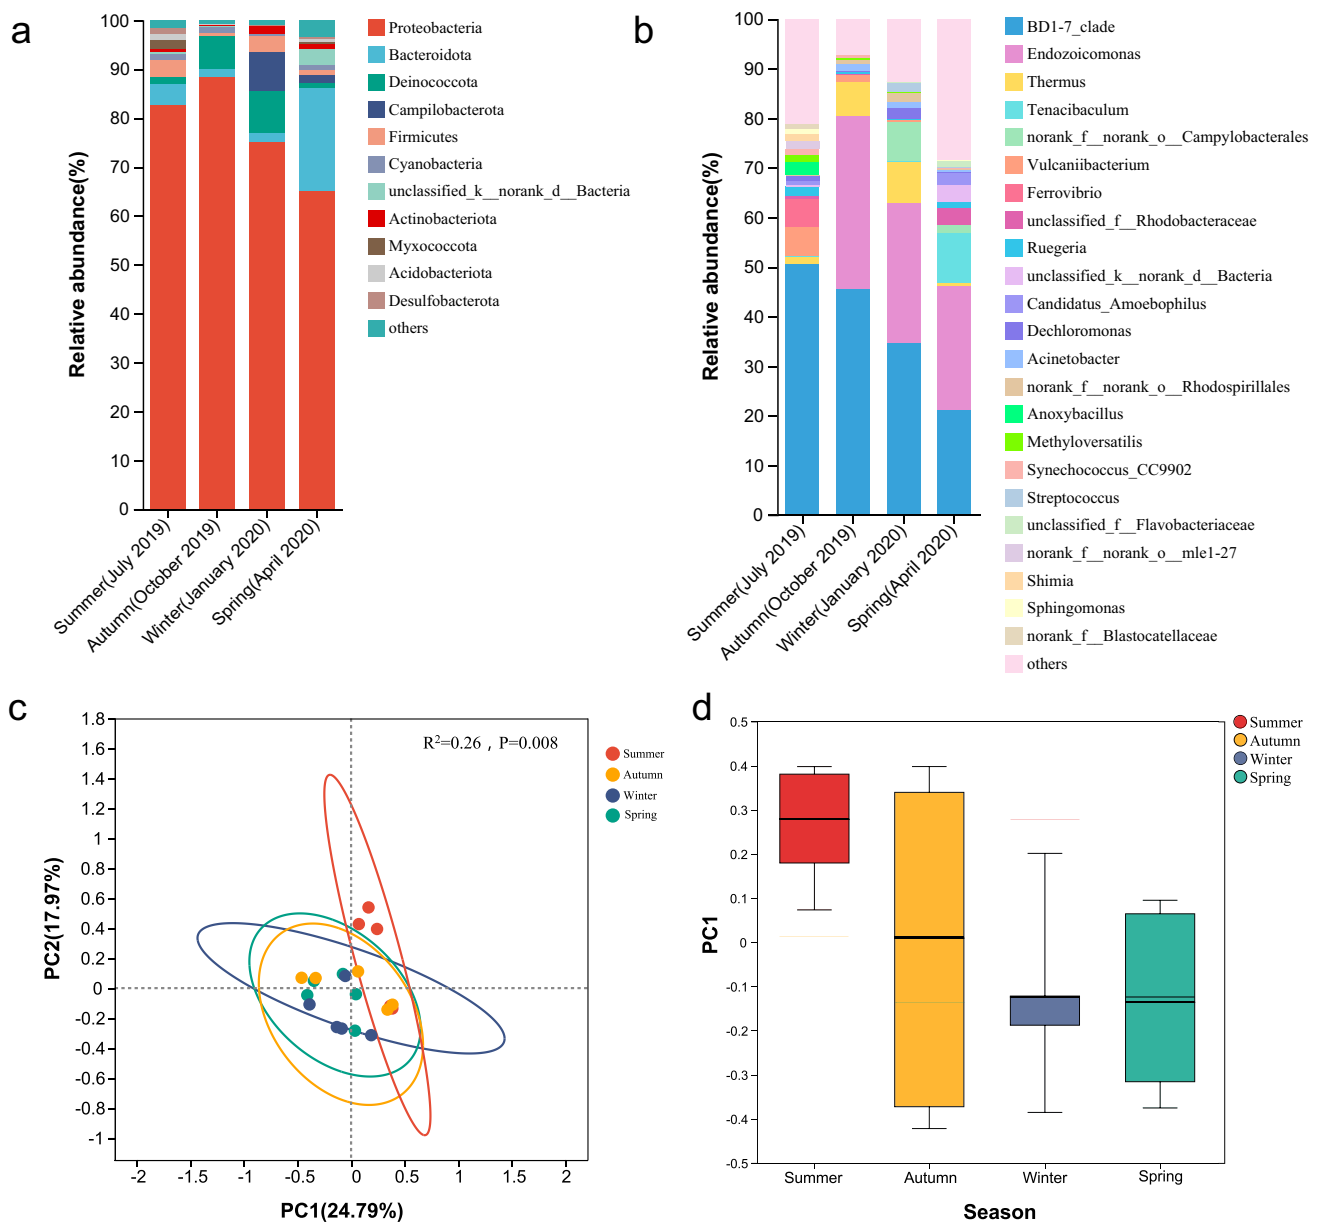 a
Relative abundance(%)
100
90
80
70
60
50
40
30
20
10
0
Summer(July 2019)
Autumn(October 2019)
Winter(January 2020)
Spring(April 2020)
Proteobacteria
Bacteroidota
Deinococcota
Campilobacterota
Firmicutes
Cyanobacteria
unclassified_k__norank_d__Bacteria
Actinobacteriota
Myxococcota
Acidobacteriota
Desulfobacterota
others
b
Relative abundance(%)
100
90
80
70
60
50
40
30
20
10
0
Summer(July 2019)
Autumn(October 2019)
Winter(January 2020)
Spring(April 2020)
BD1-7_clade
Endozoicomonas
Thermus
Tenacibaculum
norank_f__norank_o__Campylobacterales
Vulcaniibacterium
Ferrovibrio
unclassified_f__Rhodobacteraceae
Ruegeria
unclassified_k__norank_d__Bacteria
Candidatus_Amoebophilus
Dechloromonas
Acinetobacter
norank_f__norank_o__Rhodospirillales
Anoxybacillus
Methyloversatilis
Synechococcus_CC9902
Streptococcus
unclassified_f__Flavobacteriaceae
norank_f__norank_o__mle1-27
Shimia
Sphingomonas
norank_f__Blastocatellaceae
others
c
PC2(17.97%)
1.8
1.6
1.4
1.2
1
0.8
0.6
0.4
0.2
0
-0.2
-0.4
-0.6
-0.8
-1
R²=0.26 , P=0.008
-2
-1.5
-1
-0.5
0
0.5
1
1.5
2
PC1(24.79%)
Summer
Autumn
Winter
Spring
d
PC1
0.5
0.4
0.3
0.2
0.1
0
-0.1
-0.2
-0.3
-0.4
-0.5
Summer
Autumn
Winter
Spring
Season
Summer
Autumn
Winter
Spring